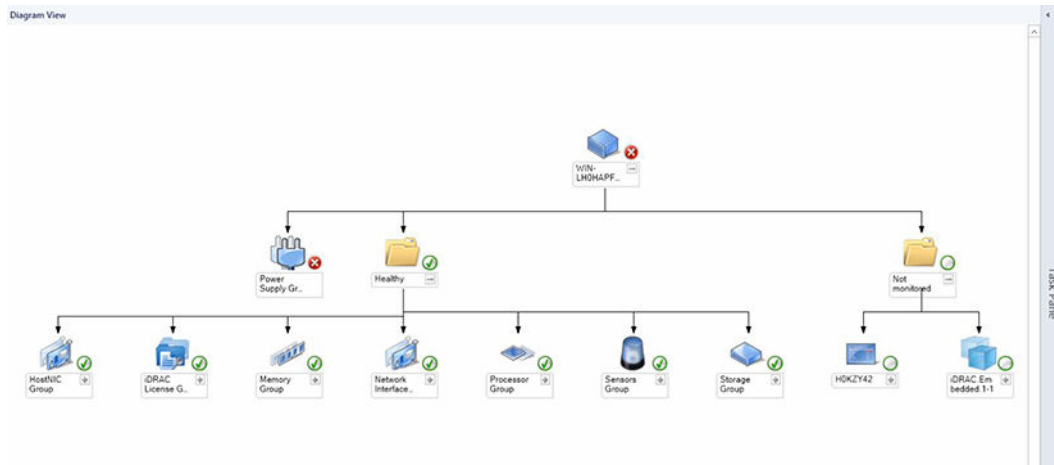 Diagram View
WIN-
LH0HAPF...
Power
Supply Gr...
Healthy
Not
monitored
HostNIC
Group
iDRAC
License G...
Memory
Group
Network
Interface...
Processor
Group
Sensors
Group
Storage
Group
H0KZY42
iDRAC.Em
bedded.1-1
Task Pane